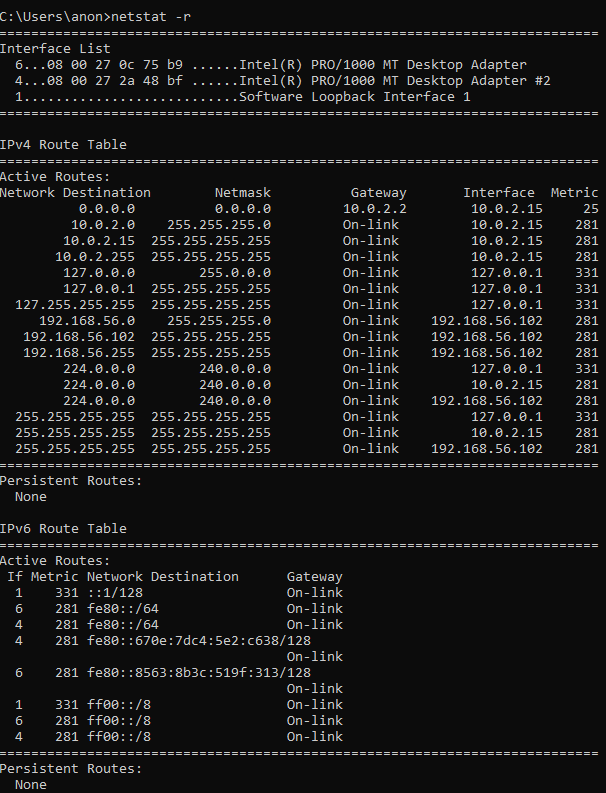 C:\Users\anon>netstat -r
===========================================================================
Interface List
  6...08 00 27 0c 75 b9 ......Intel(R) PRO/1000 MT Desktop Adapter
  4...08 00 27 2a 48 bf ......Intel(R) PRO/1000 MT Desktop Adapter #2
  1...........................Software Loopback Interface 1
===========================================================================

IPv4 Route Table
===========================================================================
Active Routes:
Network Destination        Netmask          Gateway       Interface  Metric
          0.0.0.0          0.0.0.0         10.0.2.2        10.0.2.15     25
         10.0.2.0    255.255.255.0         On-link         10.0.2.15    281
        10.0.2.15  255.255.255.255         On-link         10.0.2.15    281
       10.0.2.255  255.255.255.255         On-link         10.0.2.15    281
        127.0.0.0        255.0.0.0         On-link         127.0.0.1    331
        127.0.0.1  255.255.255.255         On-link         127.0.0.1    331
  127.255.255.255  255.255.255.255         On-link         127.0.0.1    331
     192.168.56.0    255.255.255.0         On-link    192.168.56.102    281
   192.168.56.102  255.255.255.255         On-link    192.168.56.102    281
   192.168.56.255  255.255.255.255         On-link    192.168.56.102    281
        224.0.0.0        240.0.0.0         On-link         127.0.0.1    331
        224.0.0.0        240.0.0.0         On-link         10.0.2.15    281
        224.0.0.0        240.0.0.0         On-link    192.168.56.102    281
  255.255.255.255  255.255.255.255         On-link         127.0.0.1    331
  255.255.255.255  255.255.255.255         On-link         10.0.2.15    281
  255.255.255.255  255.255.255.255         On-link    192.168.56.102    281
===========================================================================
Persistent Routes:
  None

IPv6 Route Table
===========================================================================
Active Routes:
 If Metric Network Destination      Gateway
  1    331 ::1/128                  On-link
  6    281 fe80::/64                On-link
  4    281 fe80::/64                On-link
  4    281 fe80::670e:7dc4:5e2:c638/128
                                    On-link
  6    281 fe80::8563:8b3c:519f:313/128
                                    On-link
  1    331 ff00::/8                 On-link
  6    281 ff00::/8                 On-link
  4    281 ff00::/8                 On-link
===========================================================================
Persistent Routes:
  None